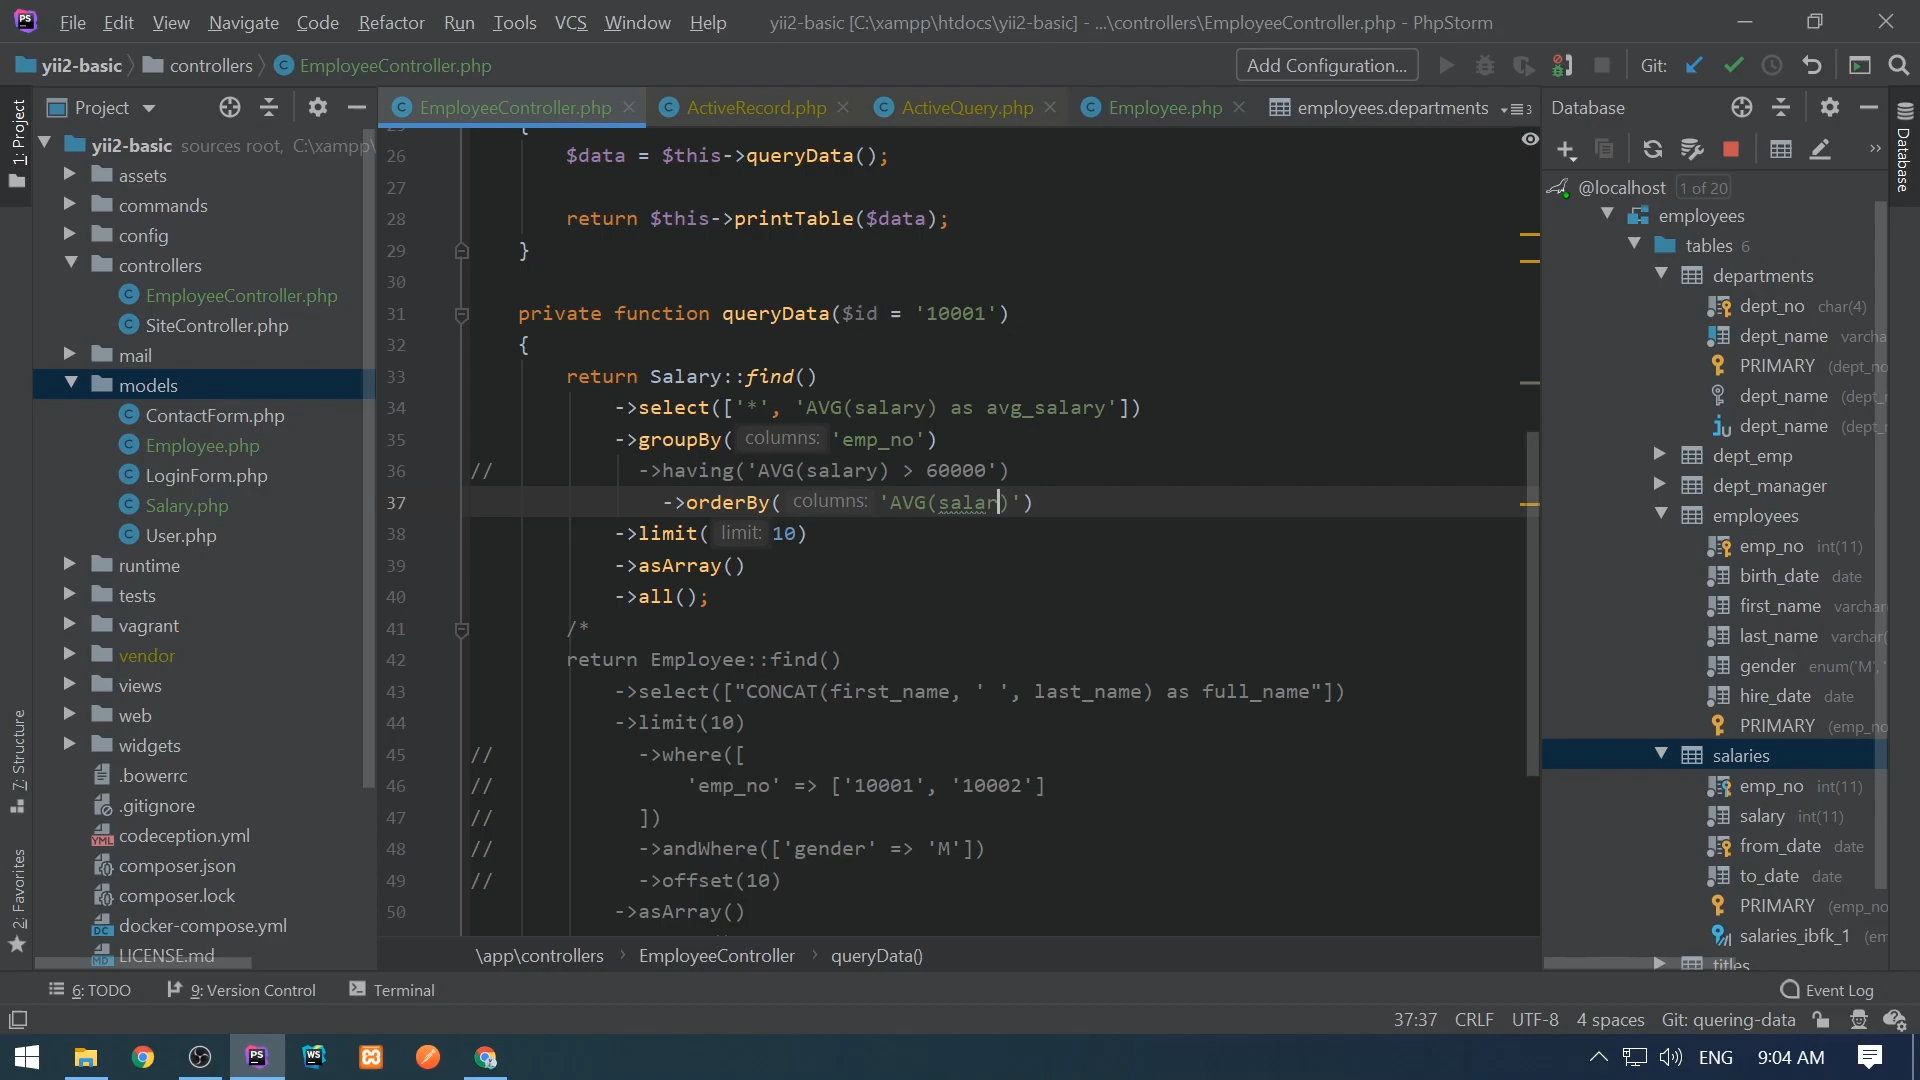 File Edit View Navigate Code Refactor Run Tools VCS Window Help yii2-basic [C:\xampp\htdocs\yii2-basic] - ...\controllers\EmployeeController.php - PhpStorm
yii2-basic controllers EmployeeController.php Add Configuration... Git:
1: Project
Project
EmployeeController.php ActiveRecord.php ActiveQuery.php Employee.php employees.departments 3
Database
yii2-basic sources root, C:\xampp\
assets
commands
config
controllers
EmployeeController.php
SiteController.php
mail
models
ContactForm.php
Employee.php
LoginForm.php
Salary.php
User.php
runtime
tests
vagrant
vendor
views
web
widgets
.bowerrc
.gitignore
codeception.yml
composer.json
composer.lock
docker-compose.yml
LICENSE.md
7: Structure
2: Favorites
26 $data = $this->queryData();
27
28 return $this->printTable($data);
29 }
30
31 private function queryData($id = '10001')
32 {
33 return Salary::find()
34 ->select(['*', 'AVG(salary) as avg_salary'])
35 ->groupBy( columns: 'emp_no')
36 // ->having('AVG(salary) > 60000')
37 ->orderBy( columns: 'AVG(salar)')
38 ->limit( limit: 10)
39 ->asArray()
40 ->all();
41 /*
42 return Employee::find()
43 ->select(["CONCAT(first_name, ' ', last_name) as full_name"])
44 ->limit(10)
45 // ->where([
46 // 'emp_no' => ['10001', '10002']
47 // ])
48 // ->andWhere(['gender' => 'M'])
49 // ->offset(10)
50 ->asArray()
\app\controllers › EmployeeController › queryData()
Database
@localhost 1 of 20
employees
tables 6
departments
dept_no char(4)
dept_name varcha
PRIMARY (dept_no
dept_name (dept_
dept_name (dept_
dept_emp
dept_manager
employees
emp_no int(11)
birth_date date
first_name varchar
last_name varchar(
gender enum('M','
hire_date date
PRIMARY (emp_no
salaries
emp_no int(11)
salary int(11)
from_date date
to_date date
PRIMARY (emp_no
salaries_ibfk_1 (em
titles
6: TODO 9: Version Control Terminal Event Log
37:37 CRLF UTF-8 4 spaces Git: quering-data
ENG 9:04 AM